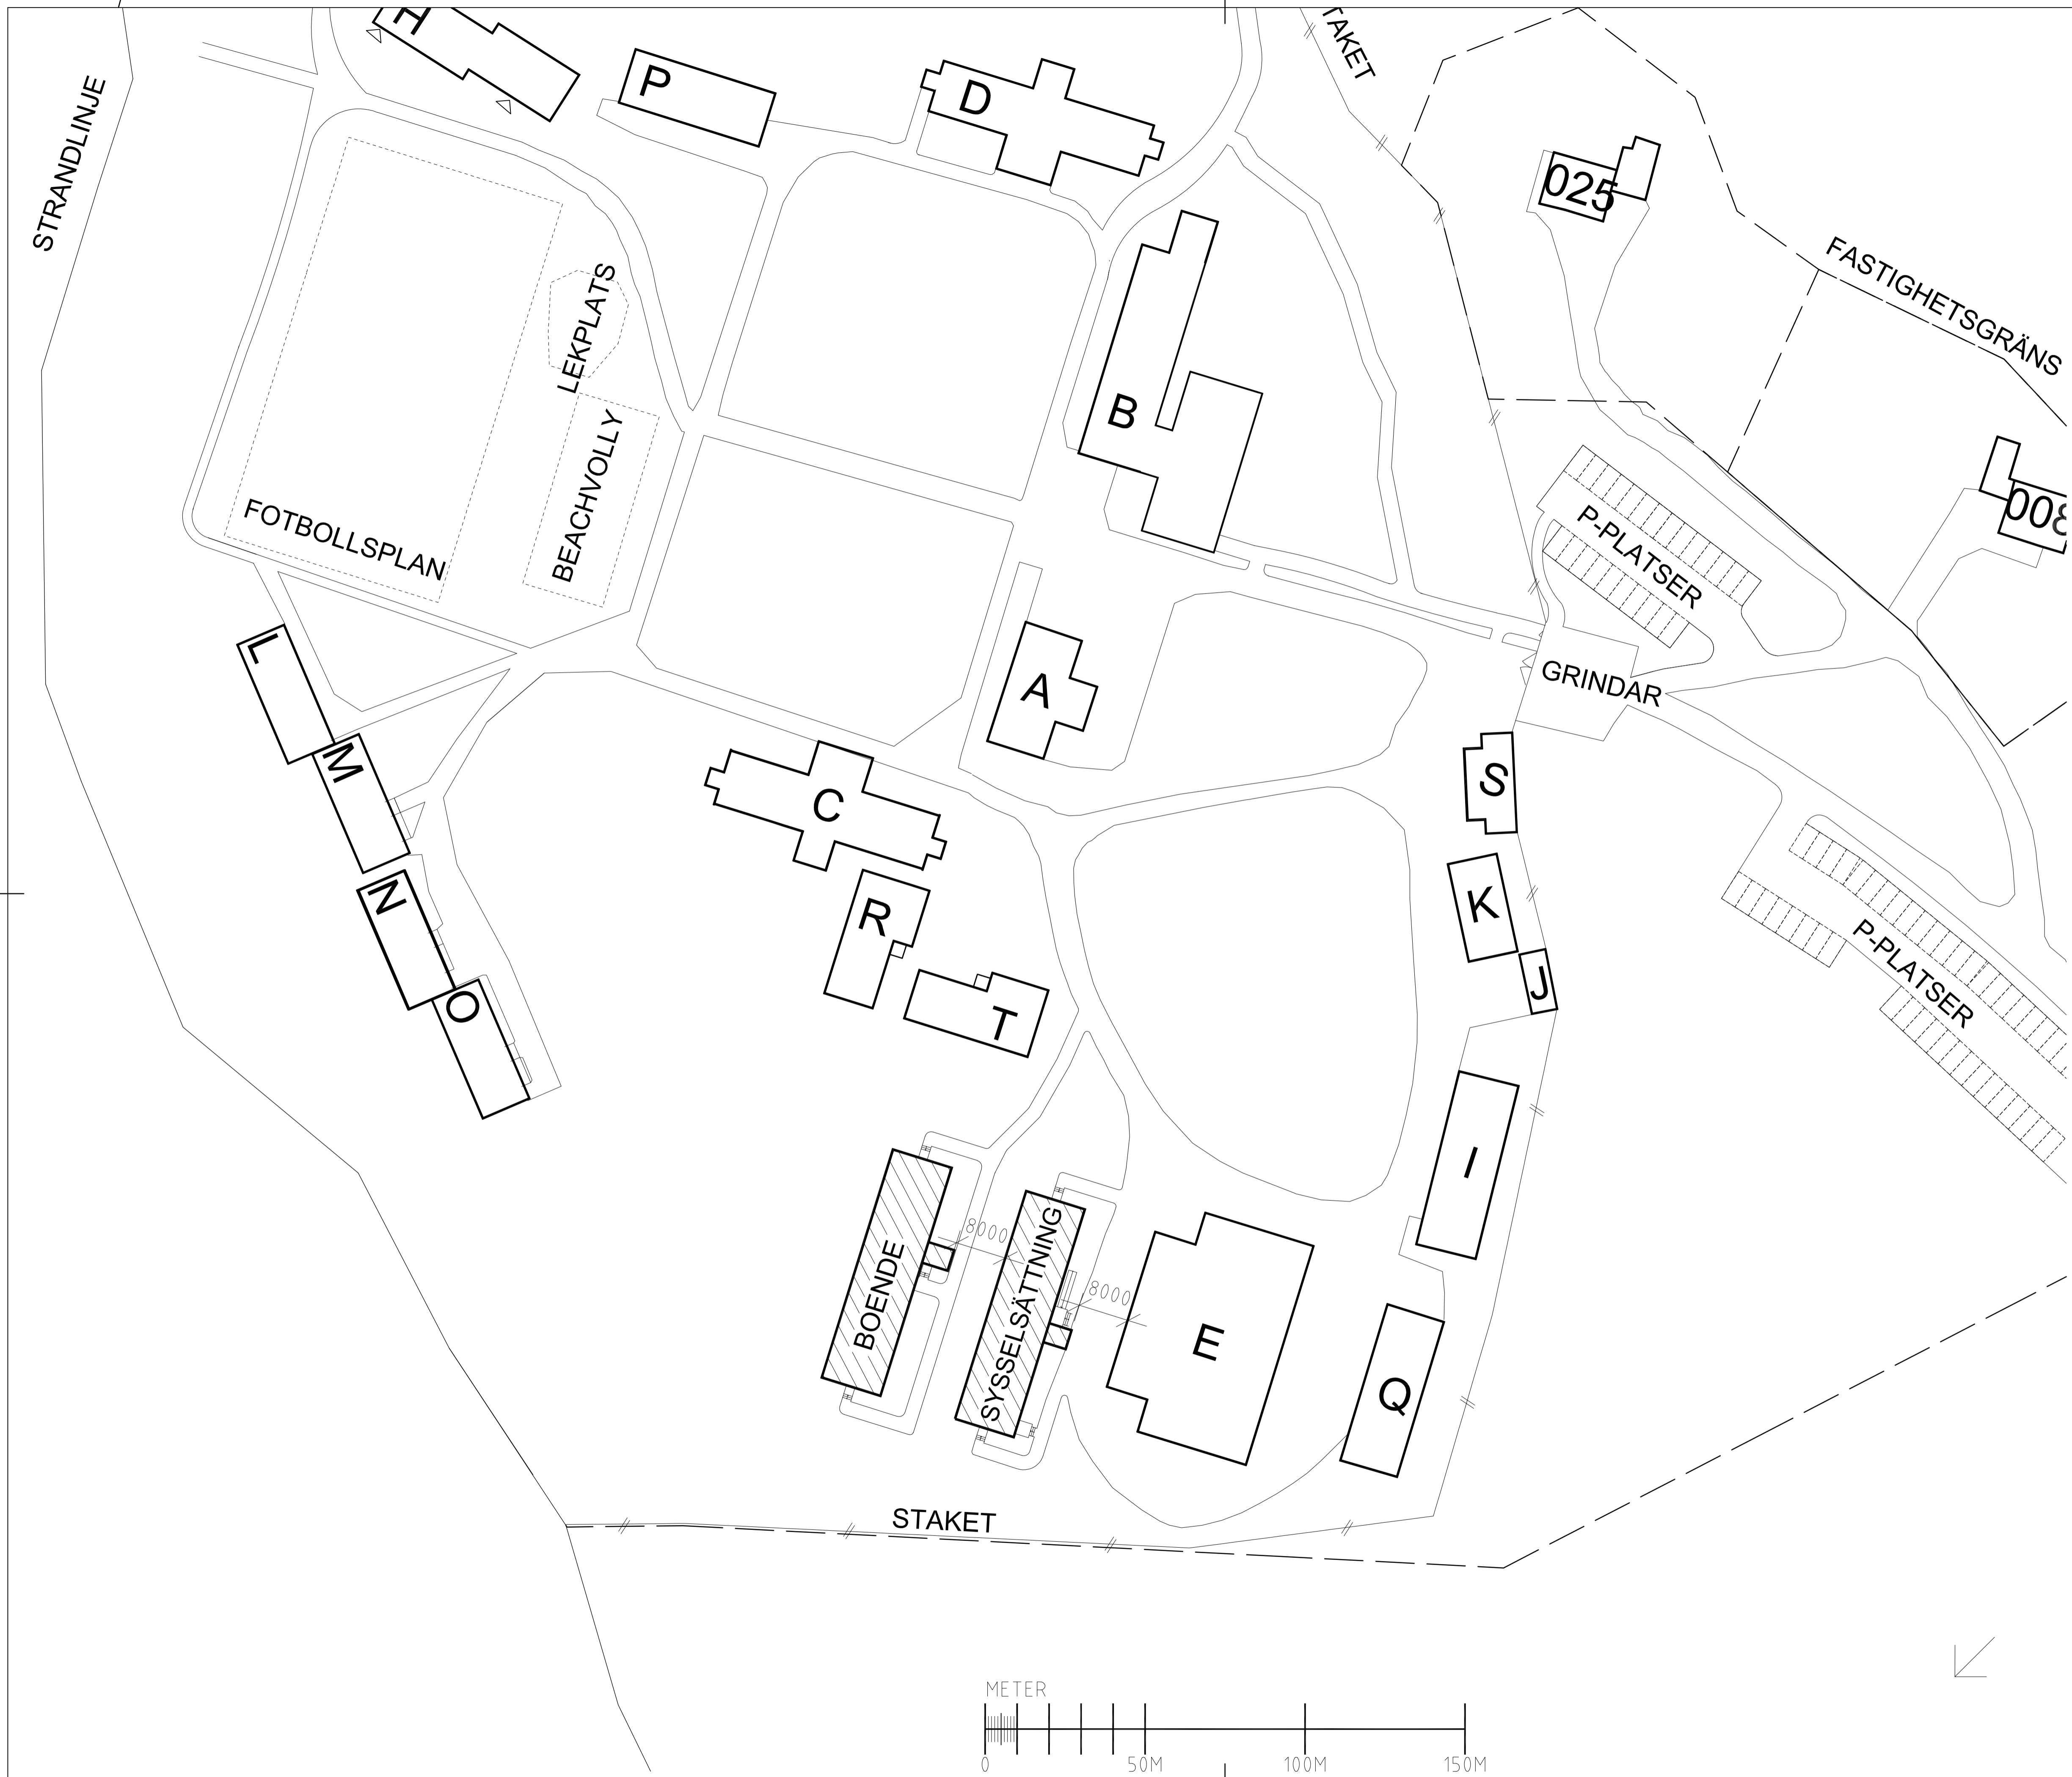 H
TAKET
P
D
STRANDLINJE
025
FASTIGHETSGRÄNS
LEKPLATS
B
BEACHVOLLY
FOTBOLLSPLAN
008
P-PLATSER
L
A
GRINDAR
M
S
C
N
K
R
P-PLATSER
J
O
T
I
8000
BOENDE
SYSSELSÄTTNING
8000
E
Q
STAKET
METER
0 50M 100M 150M